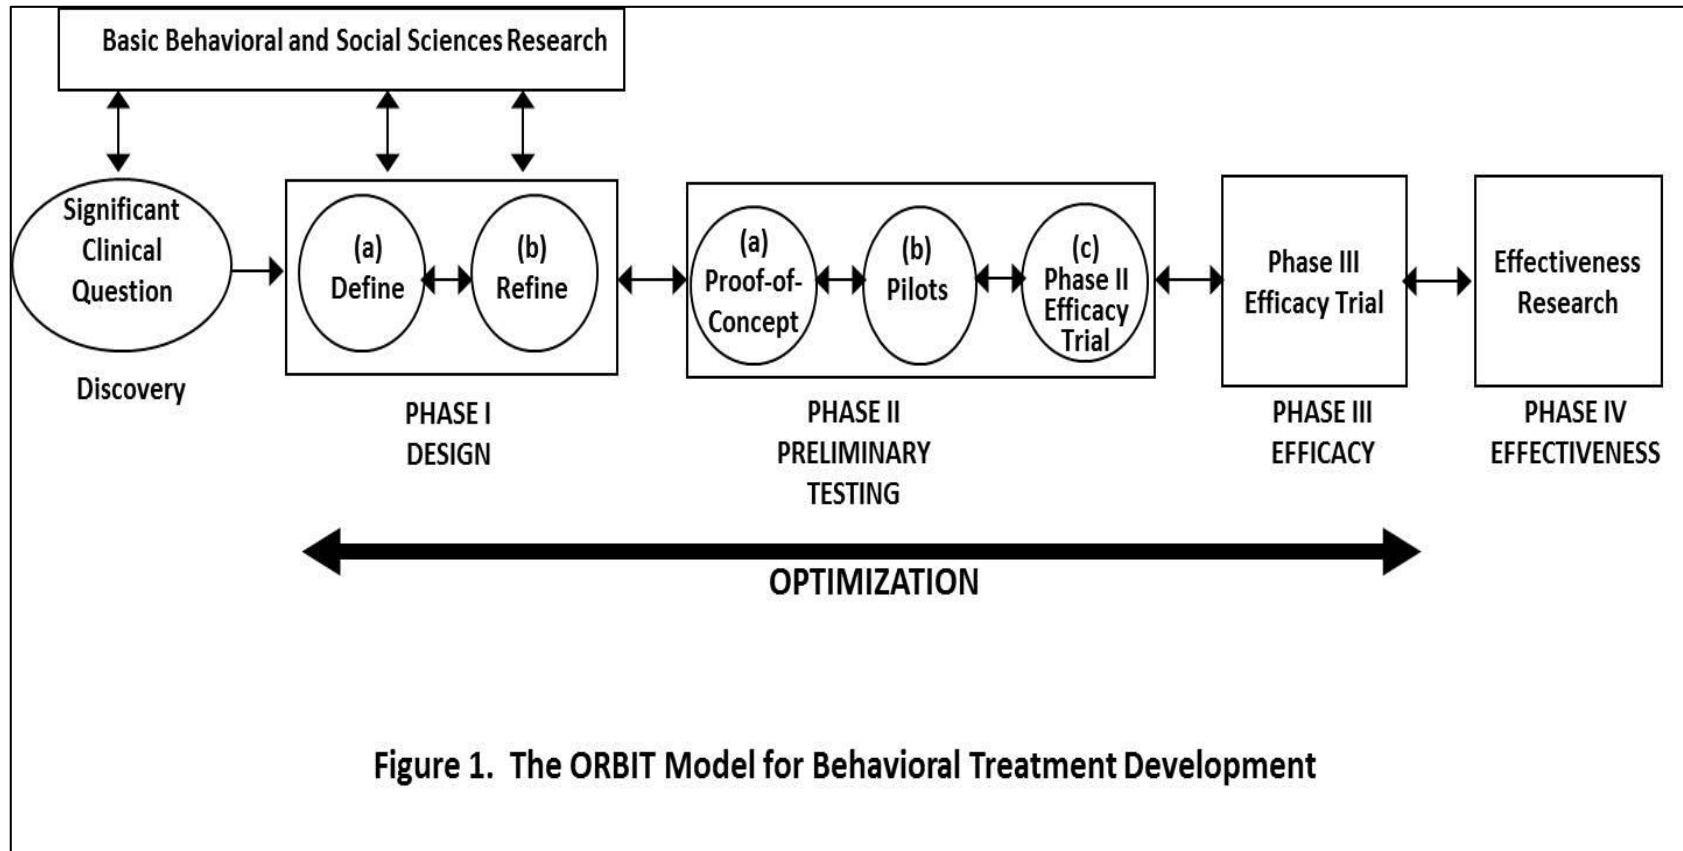 Basic Behavioral and Social Sciences Research
Significant
Clinical
Question
Discovery
(a)
Define
(b)
Refine
PHASE I
DESIGN
(a)
Proof-of-
Concept
(b)
Pilots
(c)
Phase II
Efficacy
Trial
PHASE II
PRELIMINARY
TESTING
Phase III
Efficacy Trial
PHASE III
EFFICACY
Effectiveness
Research
PHASE IV
EFFECTIVENESS
OPTIMIZATION
Figure 1. The ORBIT Model for Behavioral Treatment Development